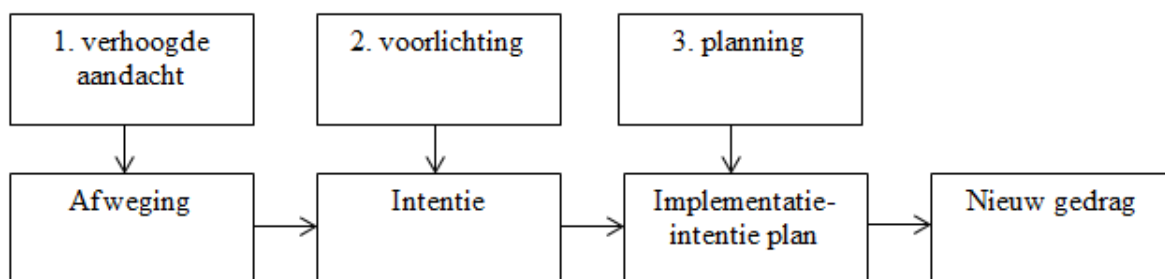 1. verhoogde
aandacht
2. voorlichting
3. planning
Afweging
Intentie
Implementatie-
intentie plan
Nieuw gedrag